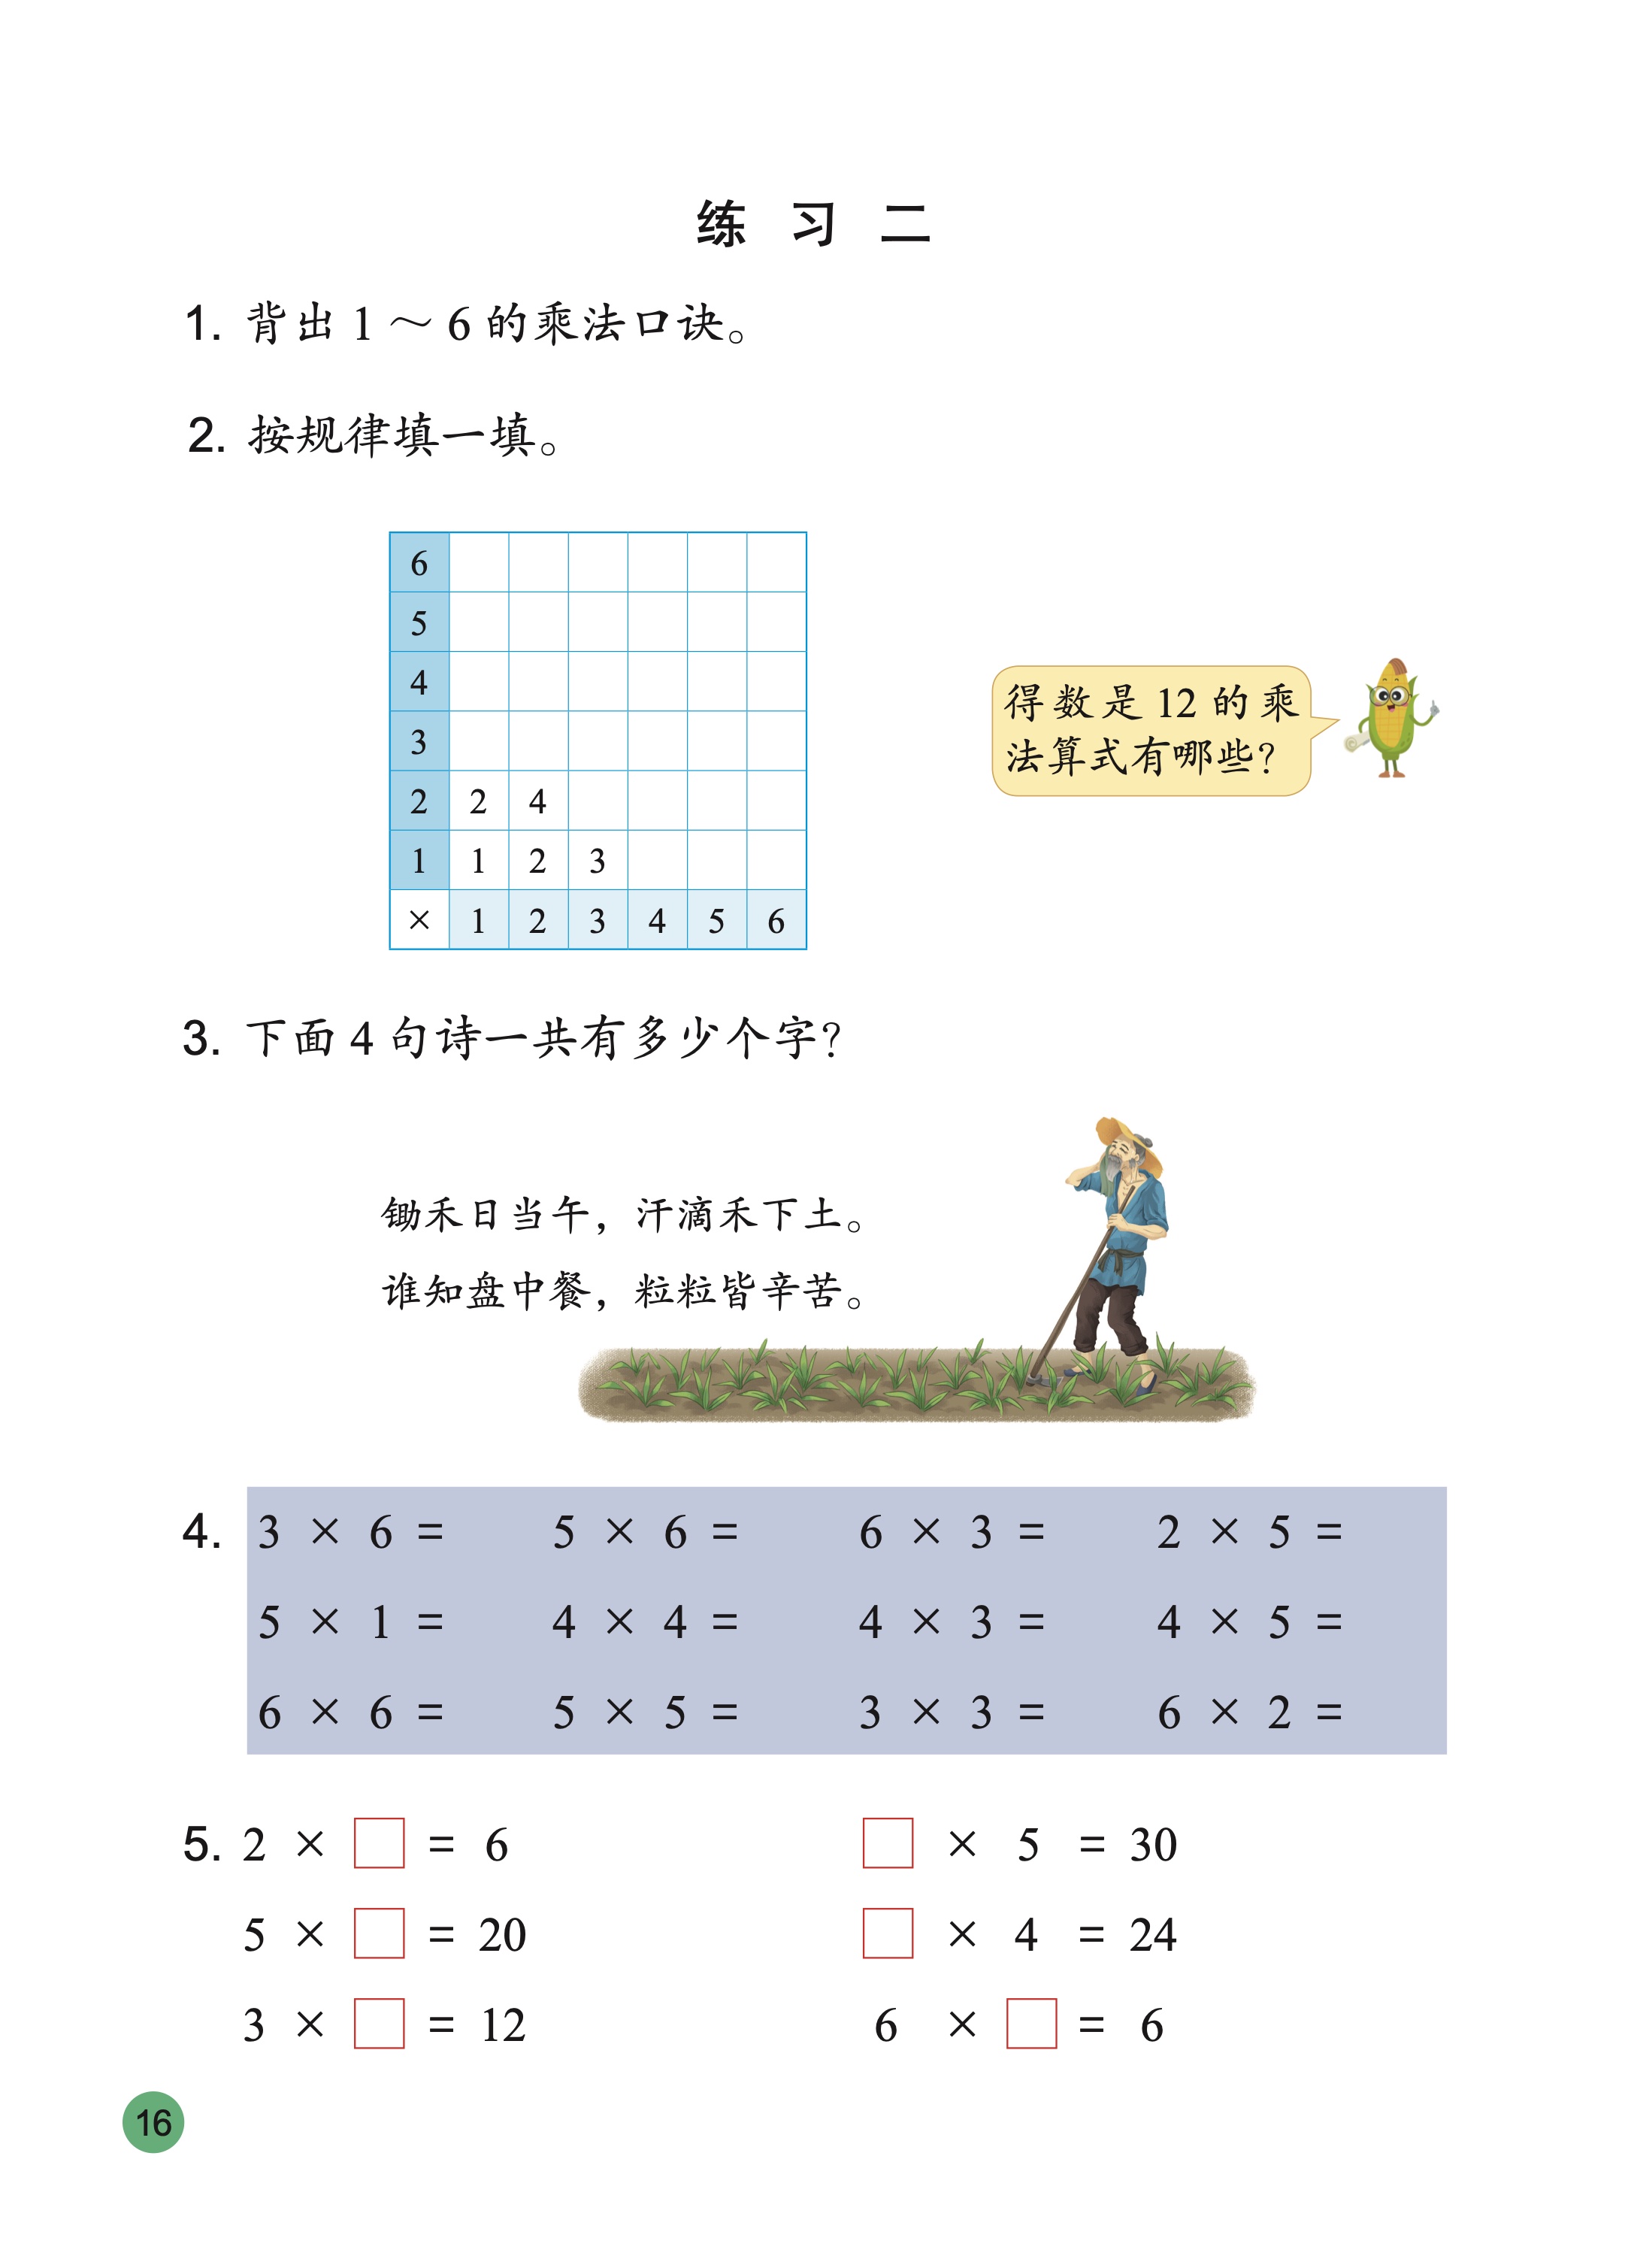 练 习 二
1. 背出 1 ～ 6 的乘法口诀。
2. 按规律填一填。
6
5
4
3
2 2 4
1 1 2 3
× 1 2 3 4 5 6
得数是 12 的乘
法算式有哪些？
3. 下面 4 句诗一共有多少个字？
锄禾日当午，汗滴禾下土。
谁知盘中餐，粒粒皆辛苦。
4. 3 × 6 = 5 × 6 = 6 × 3 = 2 × 5 =
5 × 1 = 4 × 4 = 4 × 3 = 4 × 5 =
6 × 6 = 5 × 5 = 3 × 3 = 6 × 2 =
5. 2 × □ = 6 □ × 5 = 30
5 × □ = 20 □ × 4 = 24
3 × □ = 12 6 × □ = 6
16